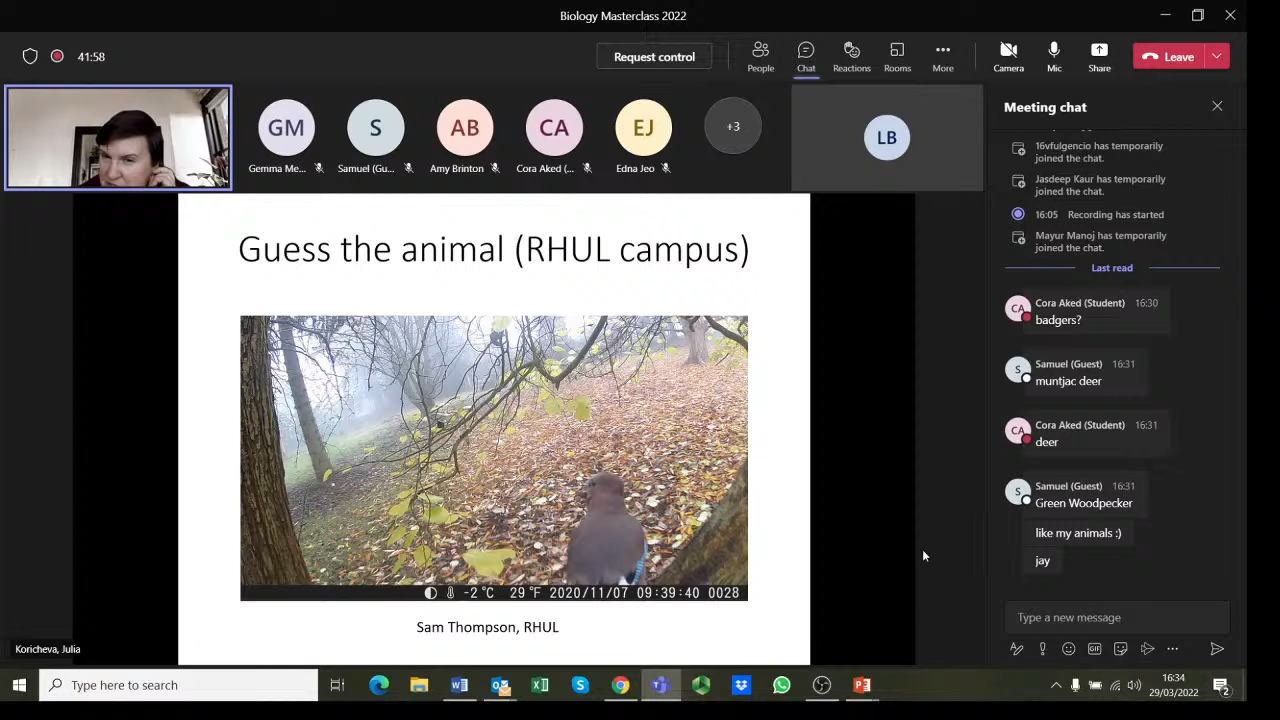 Biology Masterclass 2022
41:58
Request control
People
Chat
Reactions
Rooms
More
Camera
Mic
Share
Leave
GM
S
AB
CA
EJ
+3
LB
Gemma Me...
Samuel (Gu...
Amy Brinton
Cora Aked (...
Edna Jeo
Koricheva, Julia
Guess the animal (RHUL campus)
-2°C 29°F 2020/11/07 09:39:40 0028
Sam Thompson, RHUL
Meeting chat
16vfulgencio has temporarily
joined the chat.
Jasdeep Kaur has temporarily
joined the chat.
16:05 Recording has started
Mayur Manoj has temporarily
joined the chat.
Last read
CA
Cora Aked (Student) 16:30
badgers?
S
Samuel (Guest) 16:31
muntjac deer
CA
Cora Aked (Student) 16:31
deer
S
Samuel (Guest) 16:31
Green Woodpecker
like my animals :)
jay
Type a new message
GIF
Type here to search
16:34
29/03/2022
2